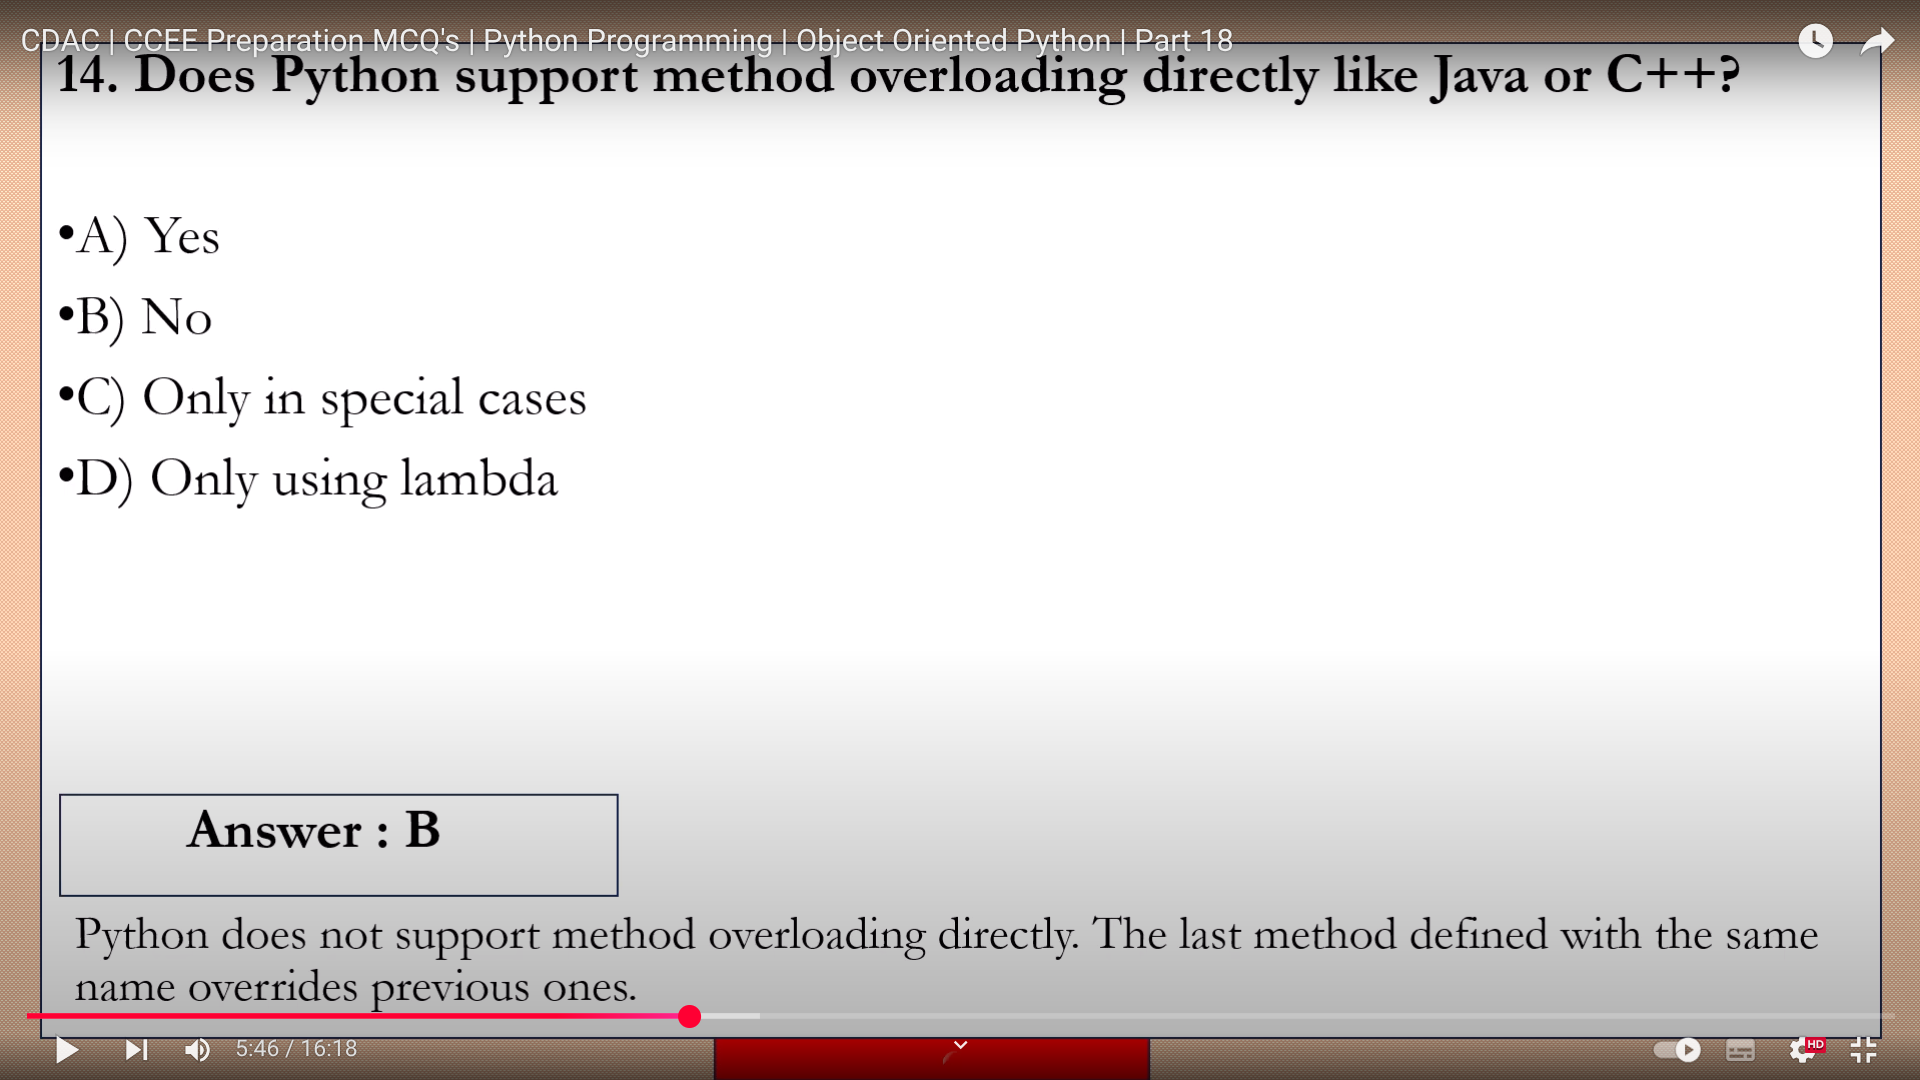 CDAC | CCEE Preparation MCQ's | Python Programming | Object Oriented Python | Part 18
14. Does Python support method overloading directly like Java or C++?
•A) Yes
•B) No
•C) Only in special cases
•D) Only using lambda
Answer : B
Python does not support method overloading directly. The last method defined with the same
name overrides previous ones.
5:46 / 16:18
HD